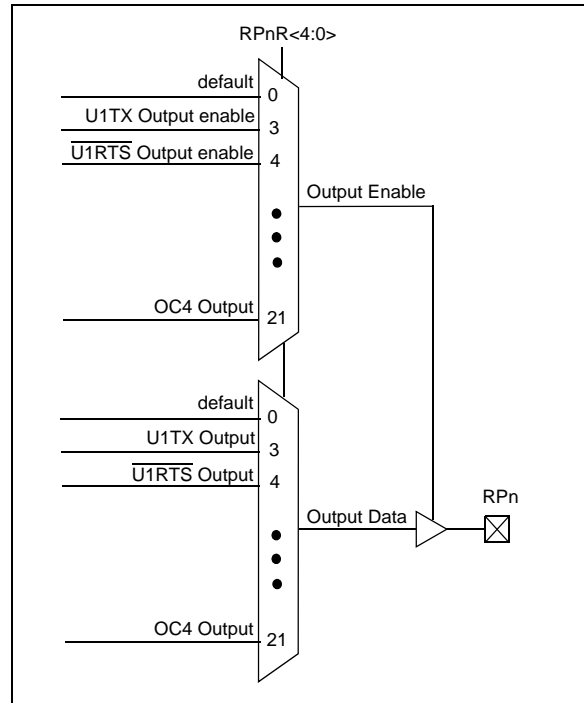 RPnR<4:0>
default
0
U1TX Output enable
3
U1RTS Output enable
4
Output Enable
OC4 Output
21
default
0
U1TX Output
3
U1RTS Output
4
RPn
Output Data
OC4 Output
21